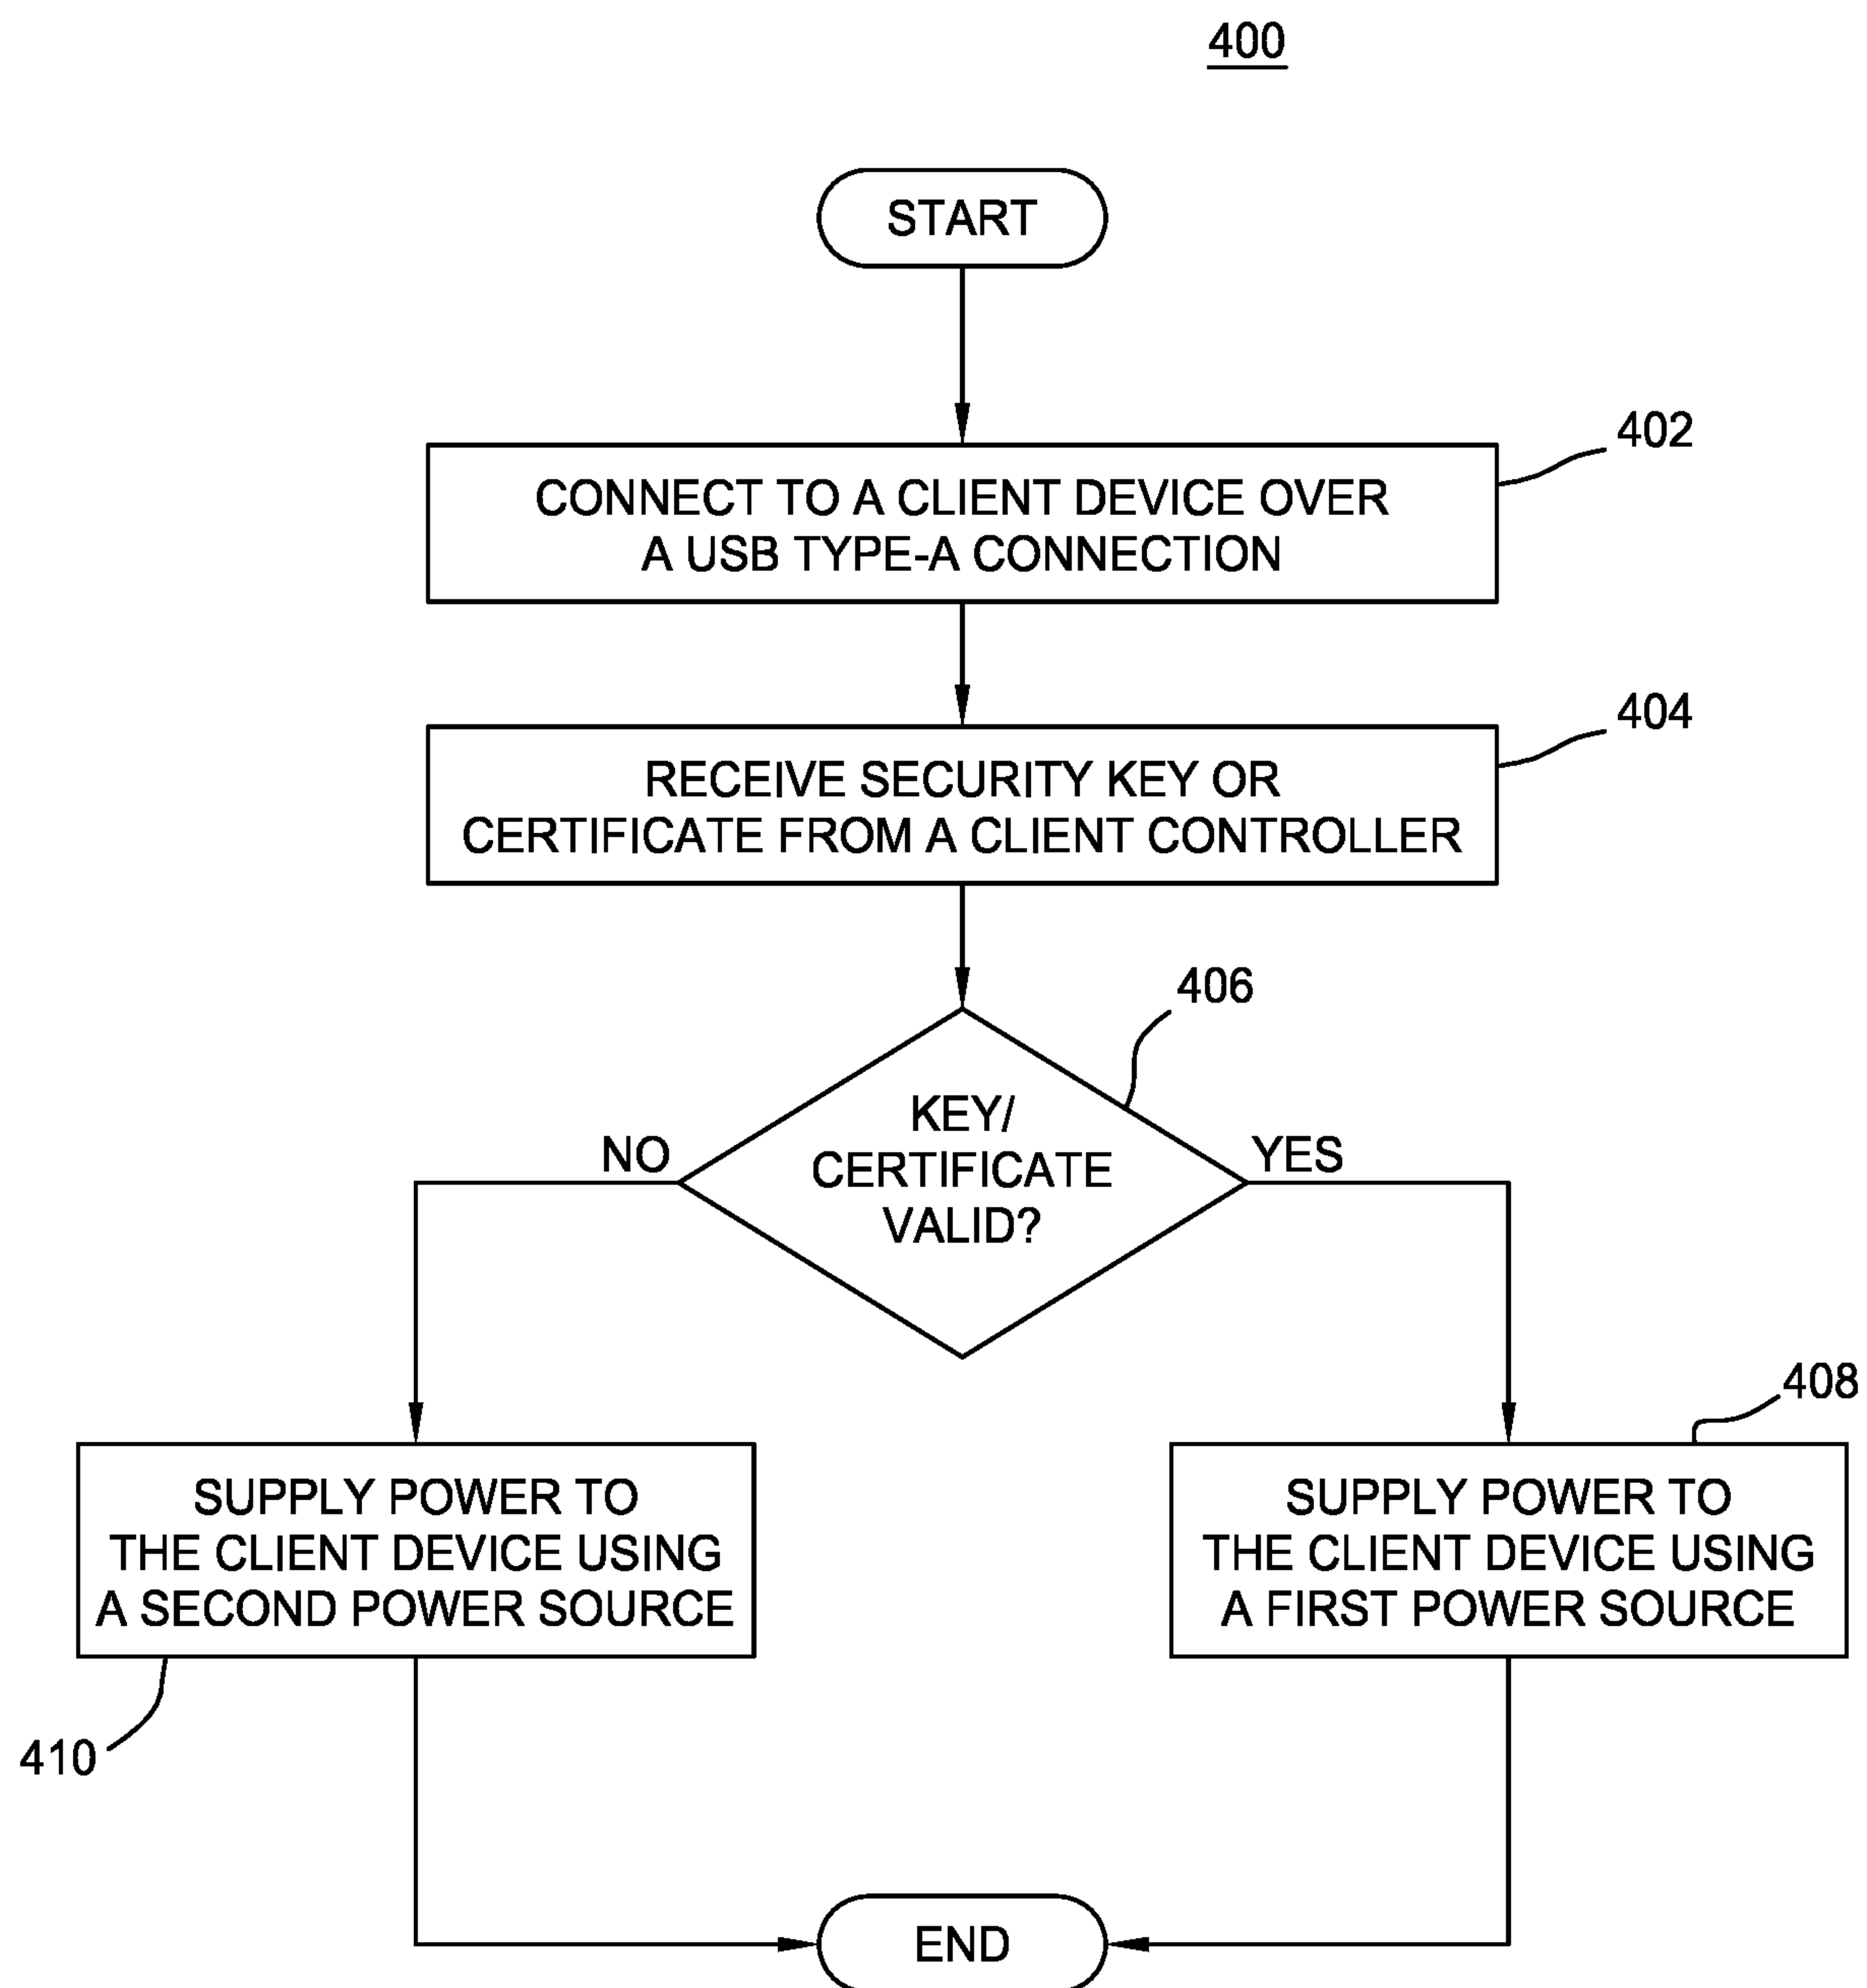 400
START
402
CONNECT TO A CLIENT DEVICE OVER
A USB TYPE-A CONNECTION
404
RECEIVE SECURITY KEY OR
CERTIFICATE FROM A CLIENT CONTROLLER
406
KEY/
CERTIFICATE
VALID?
NO
YES
408
SUPPLY POWER TO
THE CLIENT DEVICE USING
A SECOND POWER SOURCE
SUPPLY POWER TO
THE CLIENT DEVICE USING
A FIRST POWER SOURCE
410
END